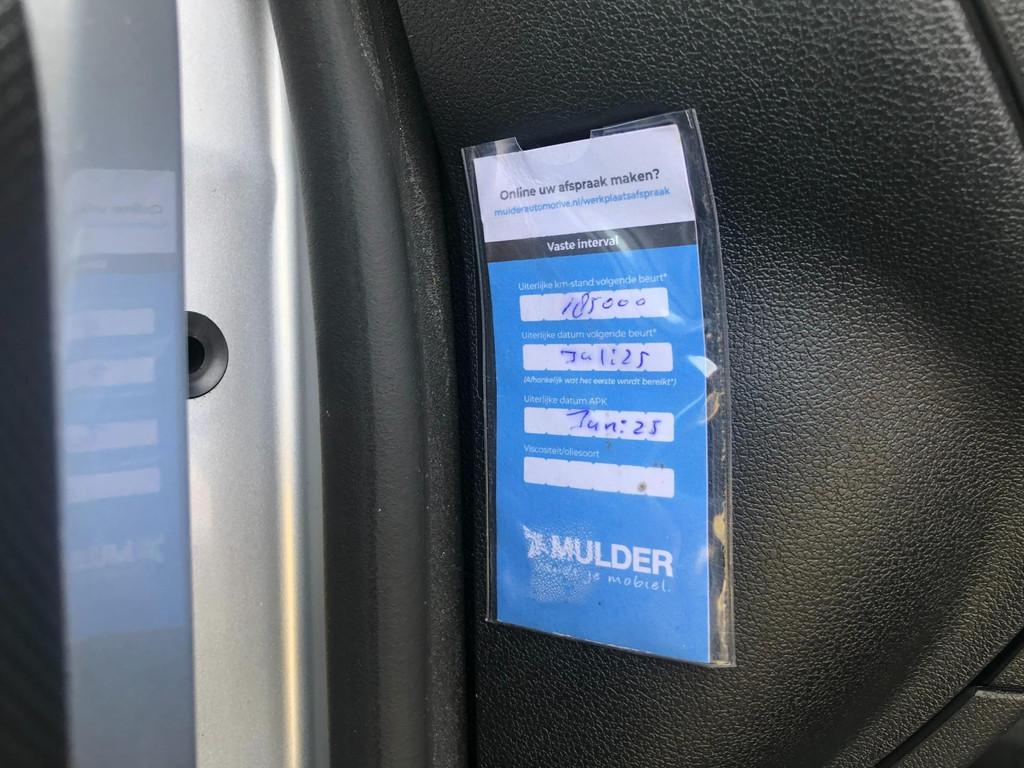 Online uw afspraak maken?
mulderautomotive.nl/werkplaatsafspraak
Vaste interval
Uiterlijke km-stand volgende beurt*
185000
Uiterlijke datum volgende beurt*
Juli:25
(Afhankelijk wat het eerste wordt bereikt*)
Uiterlijke datum APK
Juni:25
Viscositeit/oliesoort
MULDER
je mobiel.